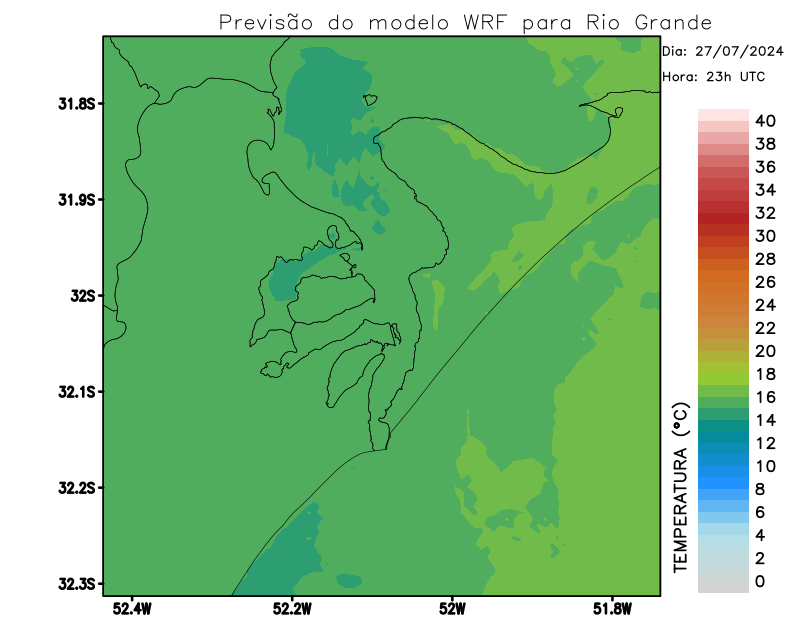 Previsão do modelo WRF para Rio Grande
Dia: 27/07/2024
Hora: 23h UTC
31.8S
31.9S
32S
32.1S
32.2S
32.3S
52.4W
52.2W
52W
51.8W
TEMPERATURA (°C)
40
38
36
34
32
30
28
26
24
22
20
18
16
14
12
10
8
6
4
2
0